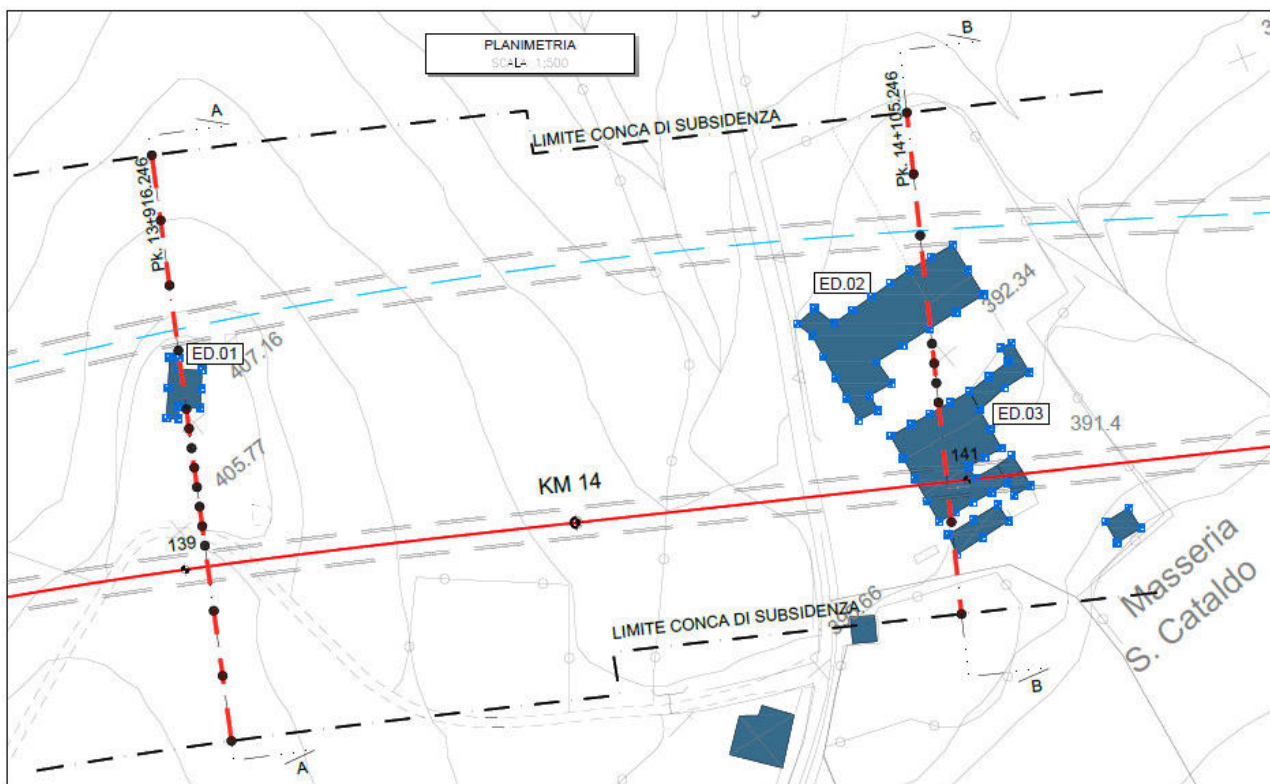 PLANIMETRIA
SCALA 1:500
A
B
LIMITE CONCA DI SUBSIDENZA
Pk. 13+916.246
Pk. 14+105.246
ED.01
407.16
ED.02
392.34
405.77
ED.03
391.4
141
KM 14
139
LIMITE CONCA DI SUBSIDENZA
Masseria
S. Cataldo
B
A